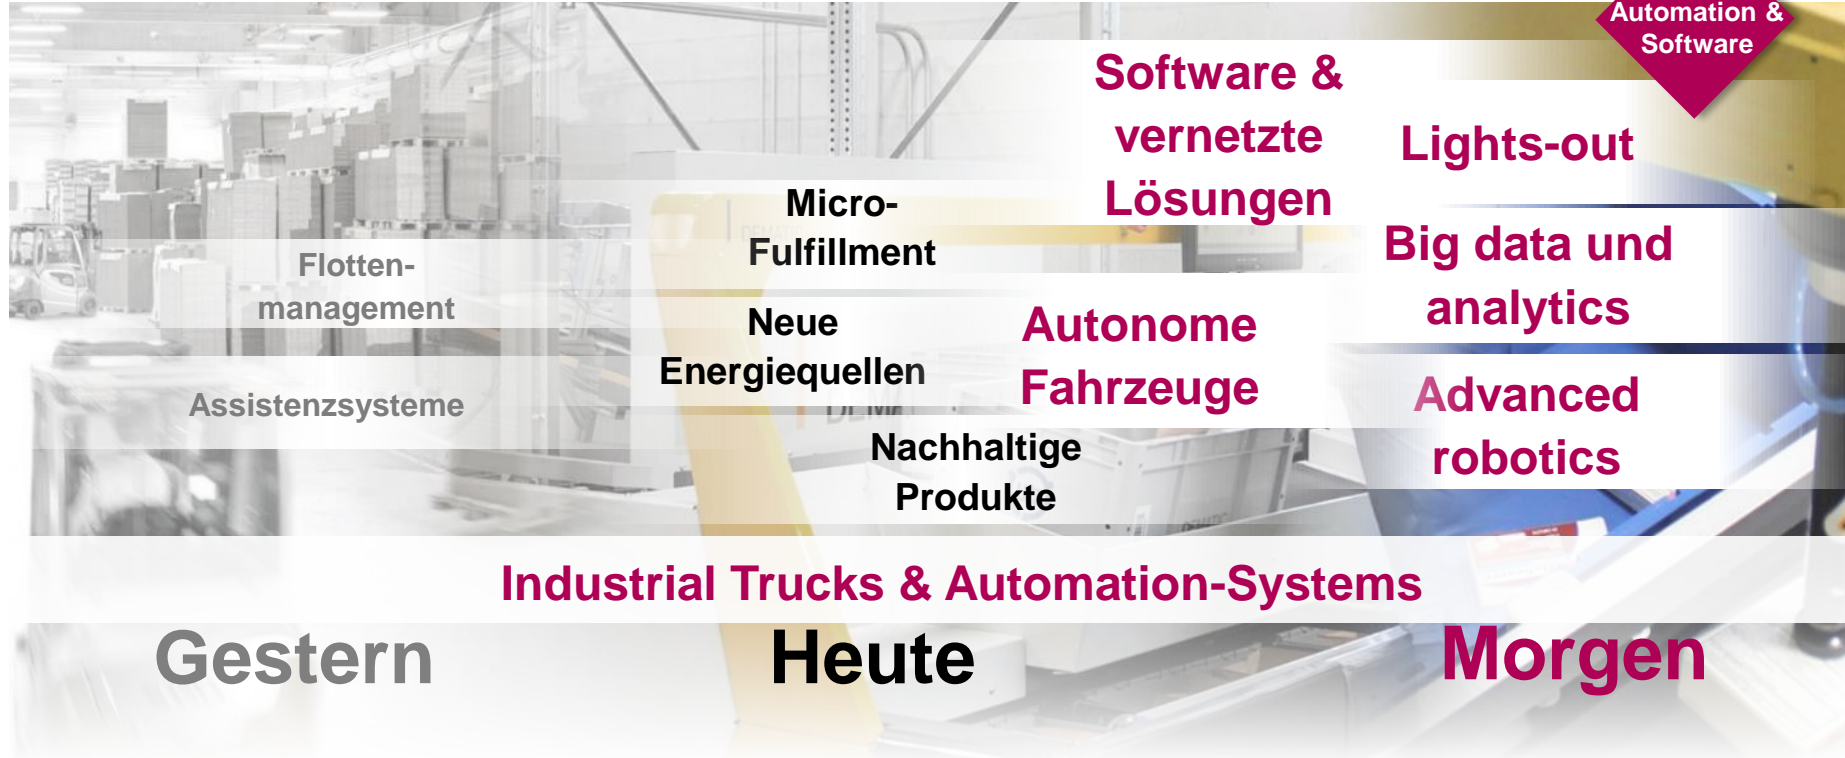 Automation &
Software
Software &
vernetzte
Lösungen
Lights-out
Micro-
Fulfillment
Big data und
analytics
Flotten-
management
Neue
Energiequellen
Autonome
Fahrzeuge
Assistenzsysteme
Advanced
robotics
Nachhaltige
Produkte
Industrial Trucks & Automation-Systems
Gestern
Heute
Morgen